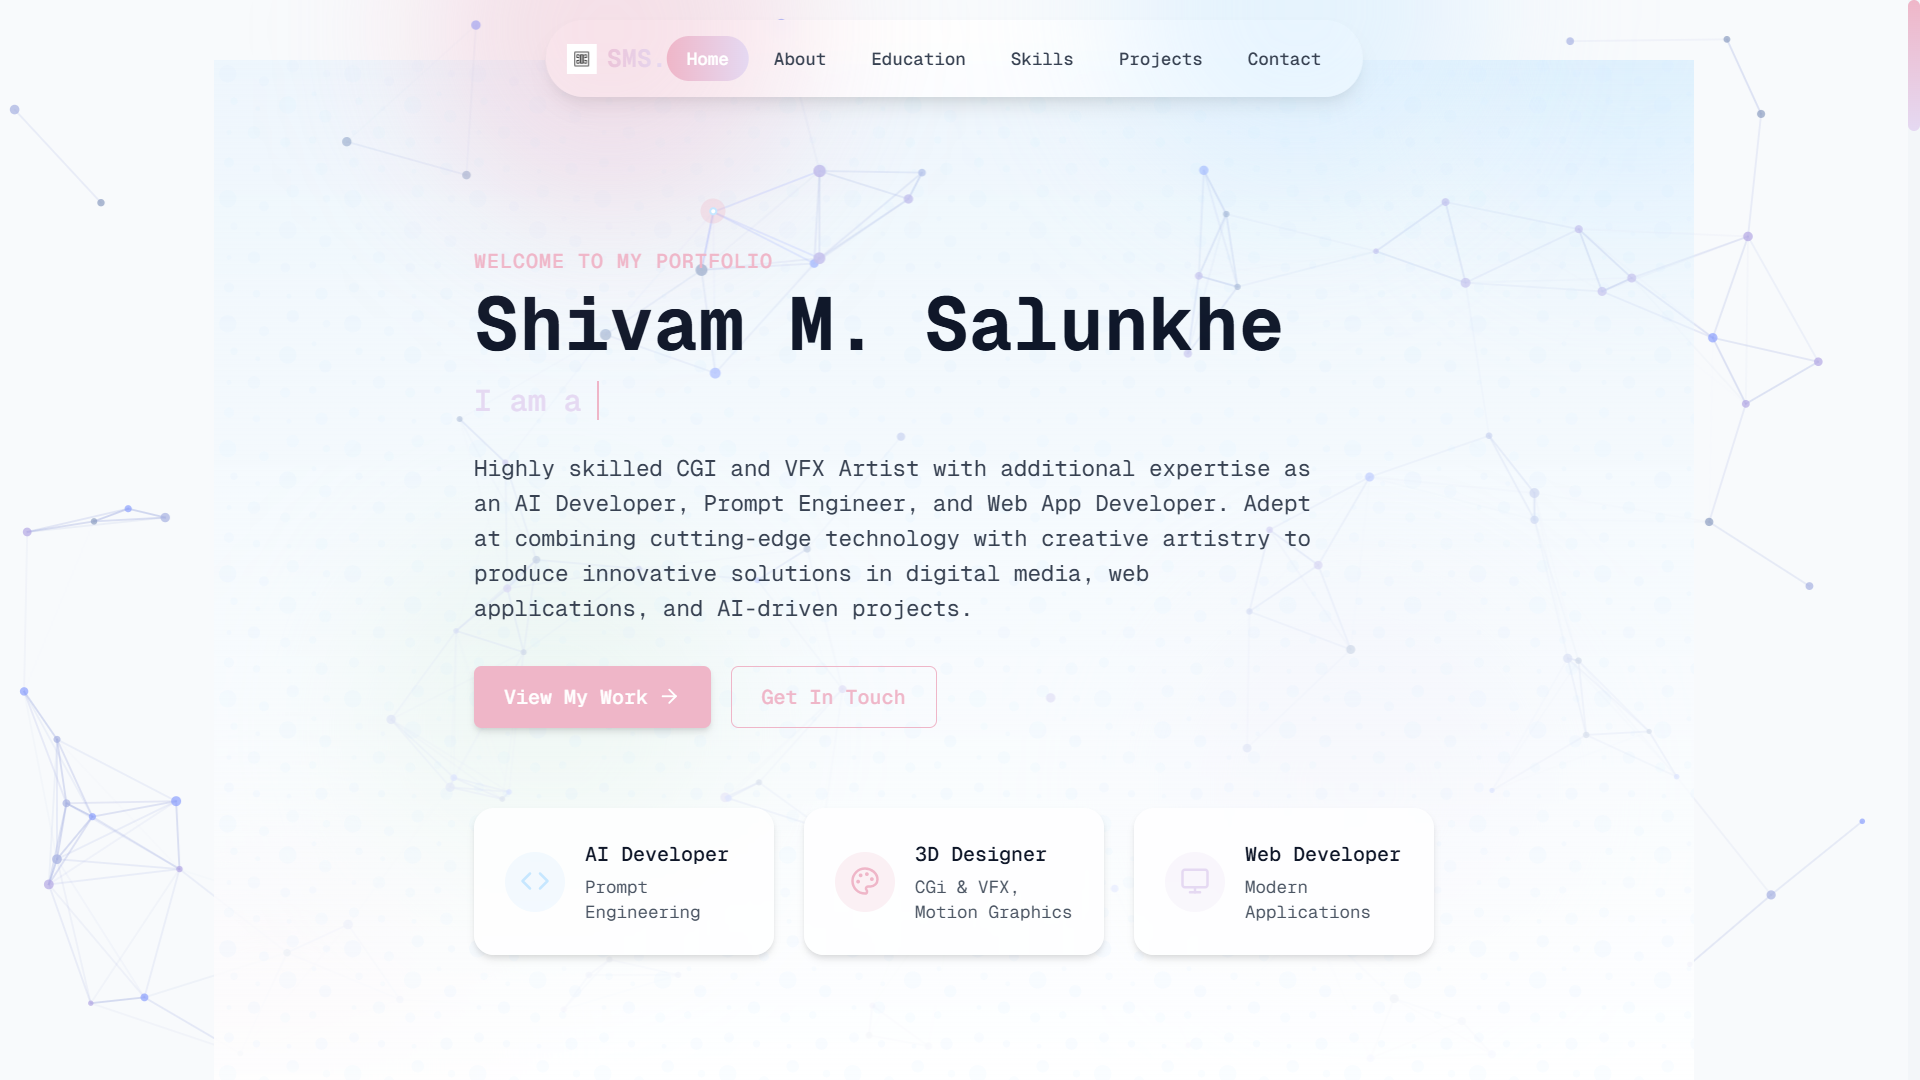 SMS.
Home
About
Education
Skills
Projects
Contact
WELCOME TO MY PORTFOLIO
Shivam M. Salunkhe
I am a
Highly skilled CGI and VFX Artist with additional expertise as
an AI Developer, Prompt Engineer, and Web App Developer. Adept
at combining cutting-edge technology with creative artistry to
produce innovative solutions in digital media, web
applications, and AI-driven projects.
View My Work →
Get In Touch
AI Developer
Prompt
Engineering
3D Designer
CGi & VFX,
Motion Graphics
Web Developer
Modern
Applications